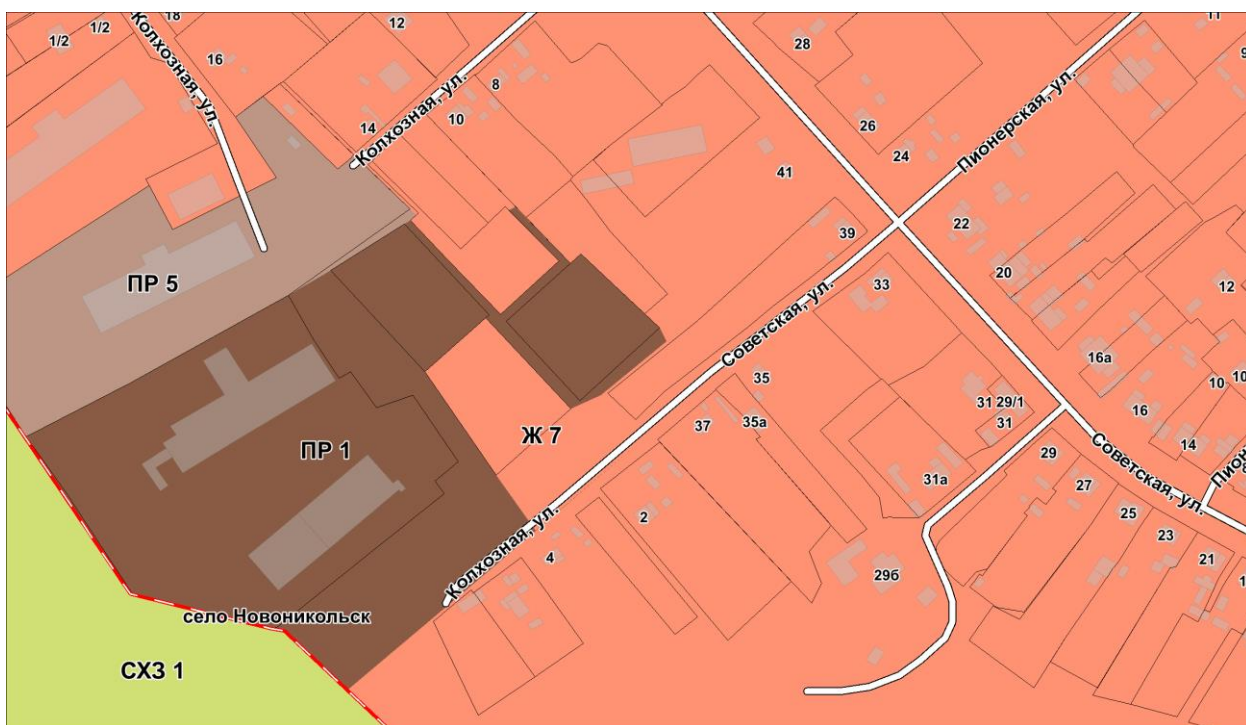 18
1/2
1/2
12
Колхозная, ул.
16
14
Колхозная, ул.
10
8
28
26
24
Пионерская, ул.
9
41
39
22
20
12
ПР 5
33
Советская, ул.
16а
10
10
35
37
35а
31
29/1
31
16
14
Ж 7
ПР 1
31а
29
27
25
23
21
Советская, ул.
2
4
Колхозная, ул.
29б
село Новоникольск
СХЗ 1